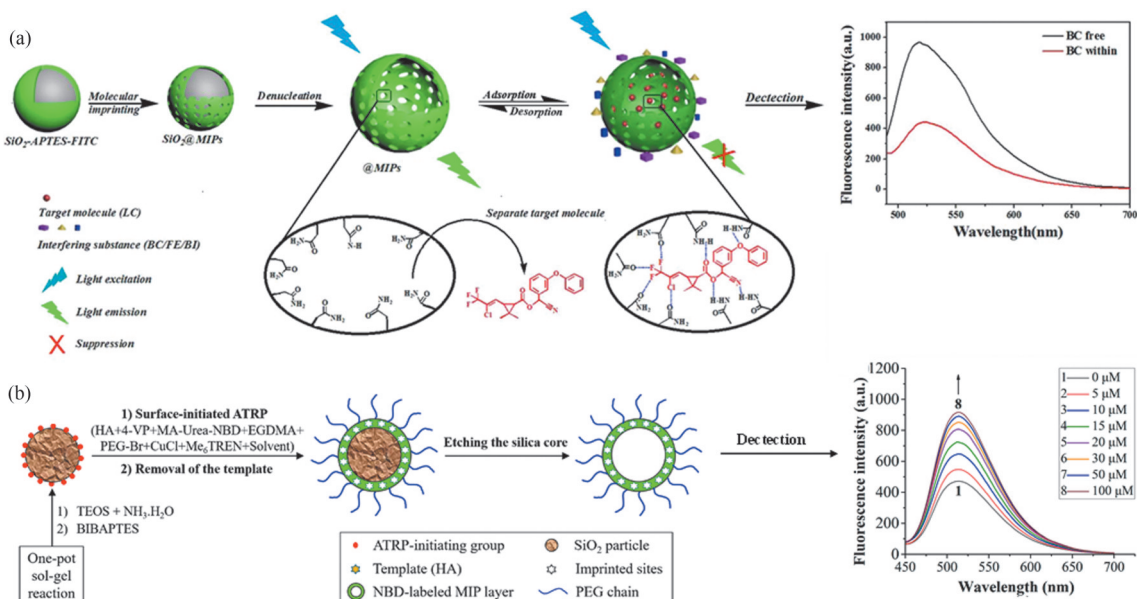 (a)
Molecular
imprinting
Denucleation
Adsorption
Desorption
Dectection
SiO2-APTES-FITC
SiO2@MIPs
@MIPs
Target molecule (LC)
Interfering substance (BC/FE/BI)
Light excitation
Light emission
Suppression
Separate target molecule
Fluorescence intensity(a.u.)
1000
800
600
400
200
0
BC free
BC within
500 550 600 650 700
Wavelength(nm)
(b)
1) Surface-initiated ATRP
(HA+4-VP+MA-Urea-NBD+EGDMA+
PEG-Br+CuCl+Me6TREN+Solvent)
2) Removal of the template
Etching the silica core
Dectection
1) TEOS + NH3.H2O
2) BIBAPTES
One-pot
sol-gel
reaction
ATRP-initiating group
SiO2 particle
Template (HA)
Imprinted sites
NBD-labeled MIP layer
PEG chain
Fluorescence intensity (a.u.)
1200
1000
800
600
400
200
0
8
1
1 0 μM
2 5 μM
3 10 μM
4 15 μM
5 20 μM
6 30 μM
7 50 μM
8 100 μM
450 500 550 600 650 700
Wavelength (nm)